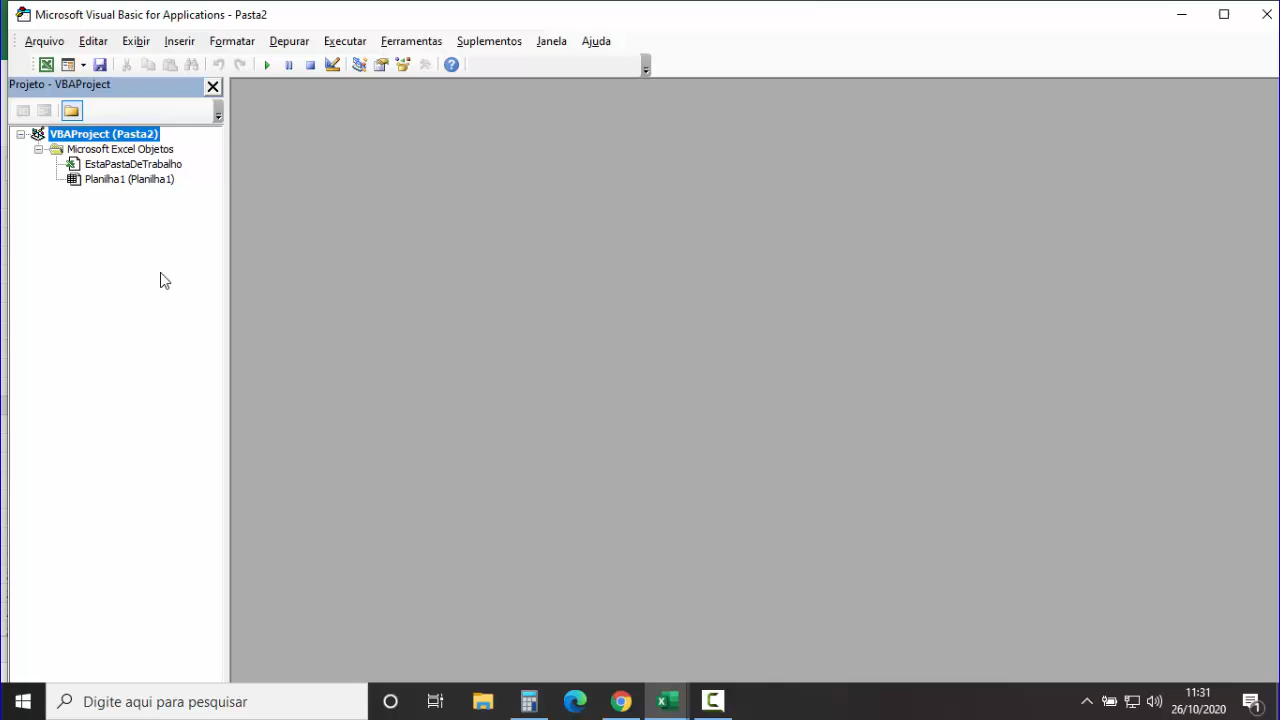 Microsoft Visual Basic for Applications - Pasta2
Arquivo Editar Exibir Inserir Formatar Depurar Executar Ferramentas Suplementos Janela Ajuda
Projeto - VBAProject
VBAProject (Pasta2)
Microsoft Excel Objetos
EstaPastaDeTrabalho
Planilha1 (Planilha1)
Digite aqui para pesquisar
11:31
26/10/2020
1